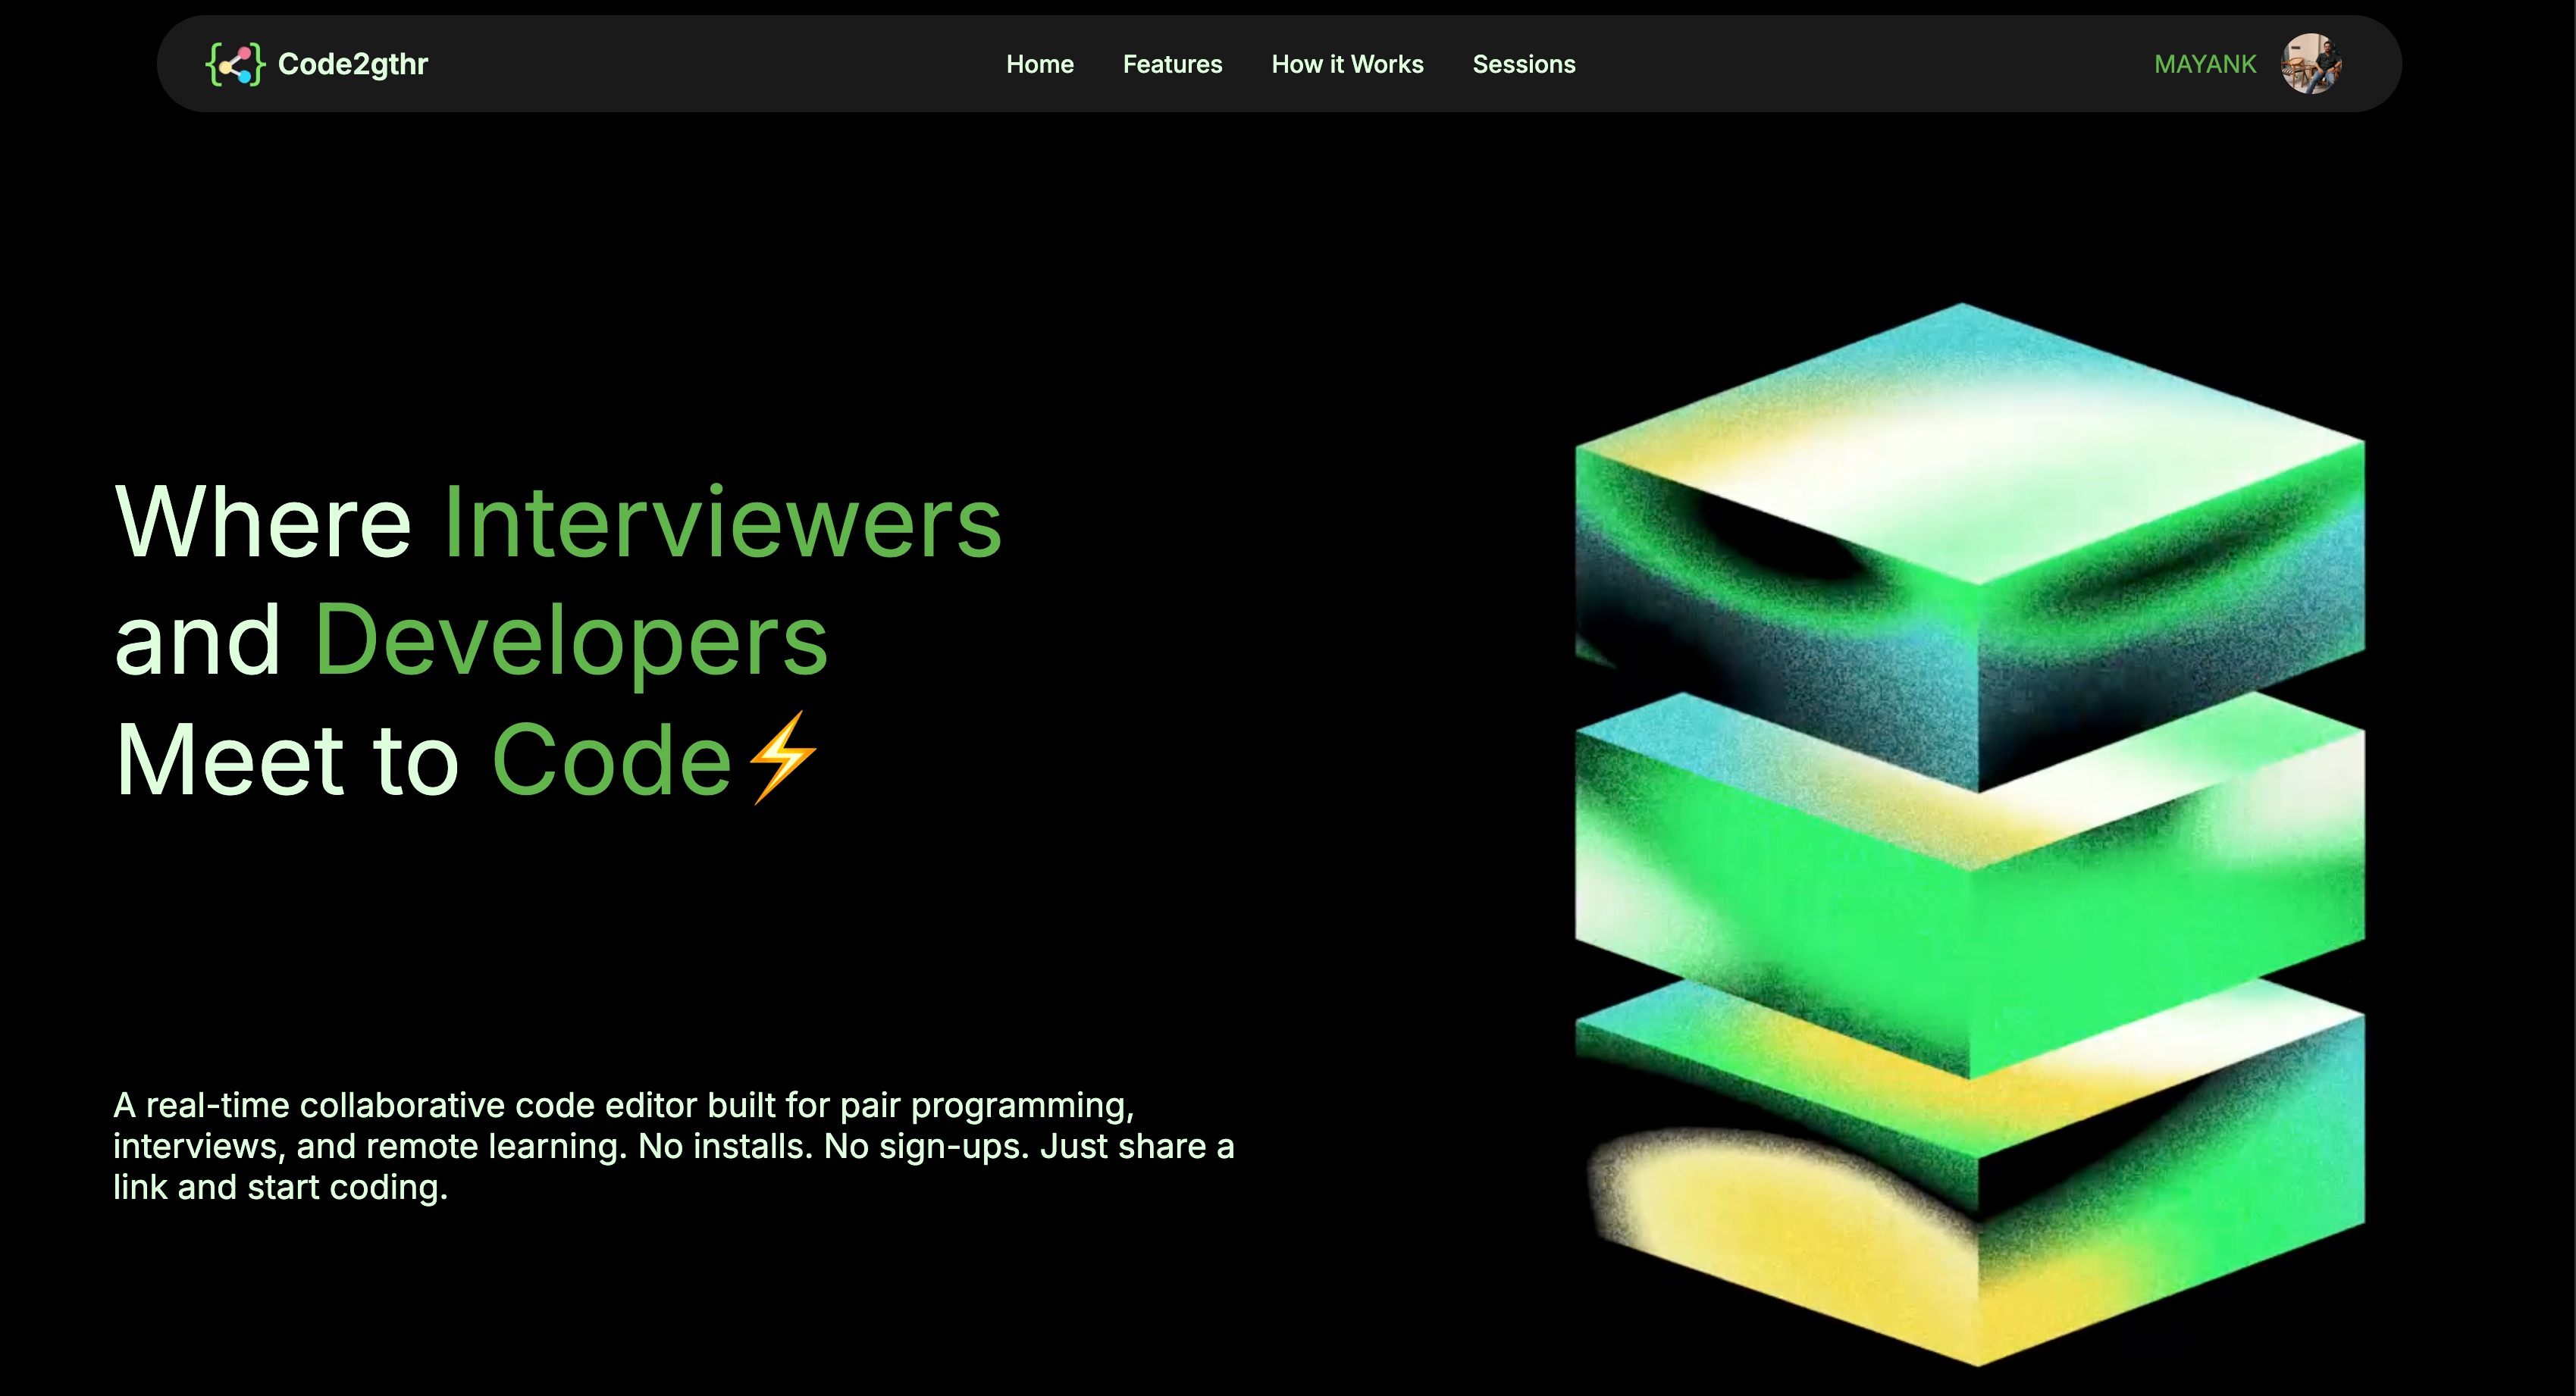 Code2gthr
Home
Features
How it Works
Sessions
MAYANK
Where Interviewers
and Developers
Meet to Code⚡
A real-time collaborative code editor built for pair programming,
interviews, and remote learning. No installs. No sign-ups. Just share a
link and start coding.